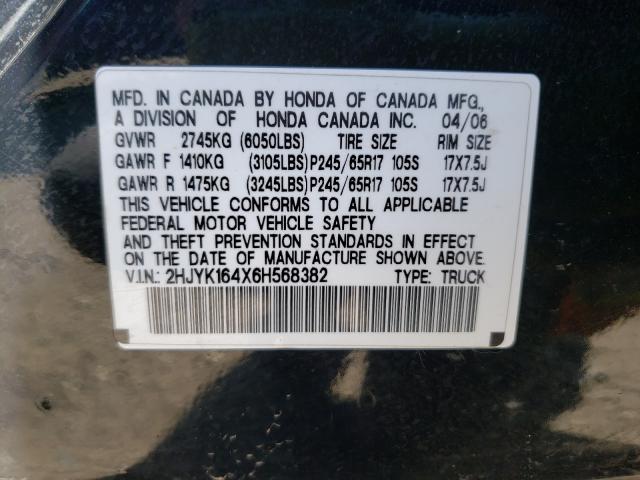 MFD. IN CANADA BY HONDA OF CANADA MFG.,
A DIVISION OF HONDA CANADA INC. 04/06
GVWR 2745KG (6050LBS) TIRE SIZE RIM SIZE
GAWR F 1410KG (3105LBS) P245/65R17 105S 17X7.5J
GAWR R 1475KG (3245LBS) P245/65R17 105S 17X7.5J
THIS VEHICLE CONFORMS TO ALL APPLICABLE
FEDERAL MOTOR VEHICLE SAFETY
AND THEFT PREVENTION STANDARDS IN EFFECT
ON THE DATE OF MANUFACTURE SHOWN ABOVE.
V.I.N.: 2HJYK164X6H568382 TYPE: TRUCK